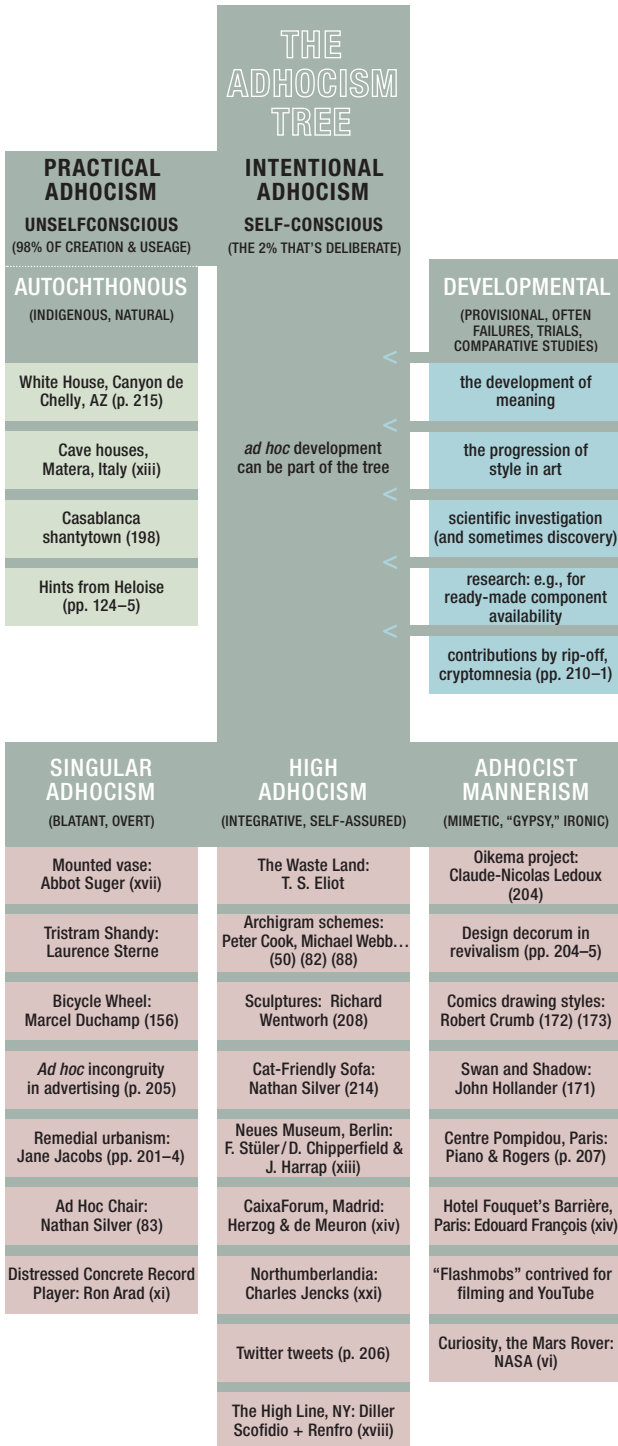 THE
ADHOCISM
TREE
PRACTICAL
ADHOCISM
UNSELFCONSCIOUS
(98% OF CREATION & USEAGE)
INTENTIONAL
ADHOCISM
SELF-CONSCIOUS
(THE 2% THAT'S DELIBERATE)
AUTOCHTHONOUS
(INDIGENOUS, NATURAL)
White House, Canyon de
Chelly, AZ (p. 215)
Cave houses,
Matera, Italy (xiii)
Casablanca
shantytown (198)
Hints from Heloise
(pp. 124–5)
ad hoc development
can be part of the tree
DEVELOPMENTAL
(PROVISIONAL, OFTEN
FAILURES, TRIALS,
COMPARATIVE STUDIES)
<
the development of
meaning
<
the progression of
style in art
<
scientific investigation
(and sometimes discovery)
<
research: e.g., for
ready-made component
availability
<
contributions by rip-off,
cryptomnesia (pp. 210–1)
SINGULAR
ADHOCISM
(BLATANT, OVERT)
Mounted vase:
Abbot Suger (xvii)
Tristram Shandy:
Laurence Sterne
Bicycle Wheel:
Marcel Duchamp (156)
Ad hoc incongruity
in advertising (p. 205)
Remedial urbanism:
Jane Jacobs (pp. 201–4)
Ad Hoc Chair:
Nathan Silver (83)
Distressed Concrete Record
Player: Ron Arad (xi)
HIGH
ADHOCISM
(INTEGRATIVE, SELF-ASSURED)
The Waste Land:
T. S. Eliot
Archigram schemes:
Peter Cook, Michael Webb…
(50) (82) (88)
Sculptures: Richard
Wentworh (208)
Cat-Friendly Sofa:
Nathan Silver (214)
Neues Museum, Berlin:
F. Stüler/D. Chipperfield &
J. Harrap (xiii)
CaixaForum, Madrid:
Herzog & de Meuron (xiv)
Northumberlandia:
Charles Jencks (xxi)
Twitter tweets (p. 206)
The High Line, NY: Diller
Scofidio + Renfro (xviii)
ADHOCIST
MANNERISM
(MIMETIC, "GYPSY," IRONIC)
Oikema project:
Claude-Nicolas Ledoux
(204)
Design decorum in
revivalism (pp. 204–5)
Comics drawing styles:
Robert Crumb (172) (173)
Swan and Shadow:
John Hollander (171)
Centre Pompidou, Paris:
Piano & Rogers (p. 207)
Hotel Fouquet's Barrière,
Paris: Edouard François (xiv)
"Flashmobs" contrived for
filming and YouTube
Curiosity, the Mars Rover:
NASA (vi)